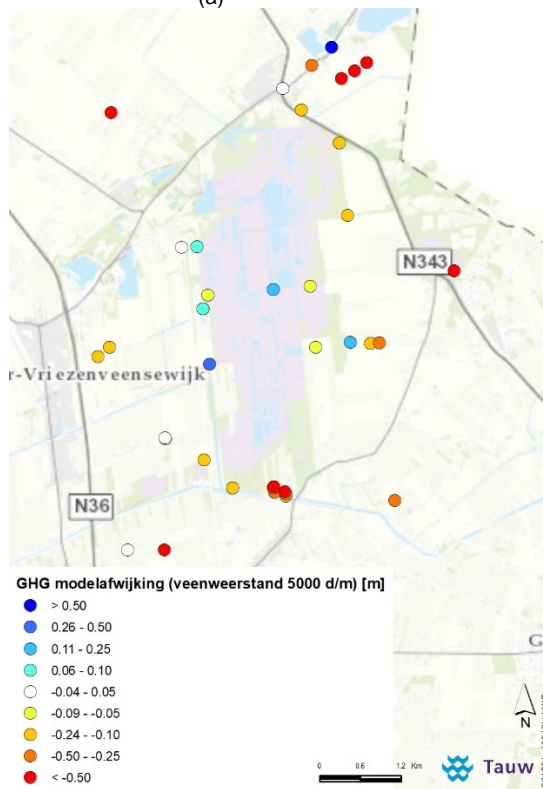 (a)
N343
r-Vriezenveensewijk
N36
GHG modelafwijking (veenweerstand 5000 d/m) [m]
> 0.50
0.26 - 0.50
0.11 - 0.25
0.06 - 0.10
-0.04 - 0.05
-0.09 - -0.05
-0.24 - -0.10
-0.50 - -0.25
< -0.50
G
N
0 0.6 1.2 Km
Tauw